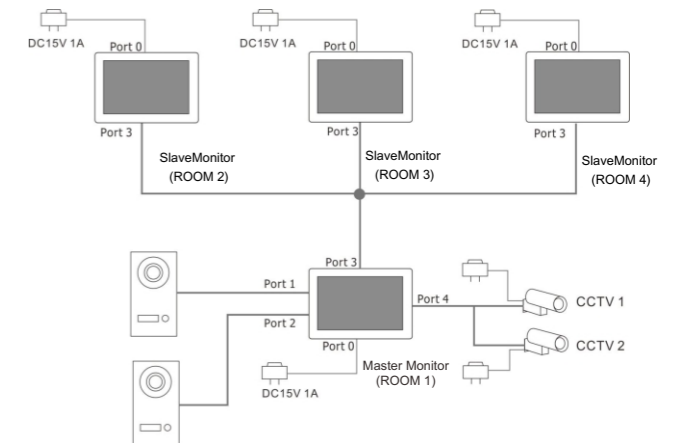 DC15V 1A
Port 0
DC15V 1A
Port 0
DC15V 1A
Port 0
Port 3
Port 3
Port 3
SlaveMonitor
(ROOM 2)
SlaveMonitor
(ROOM 3)
SlaveMonitor
(ROOM 4)
Port 3
Port 1
Port 4
CCTV 1
Port 2
CCTV 2
Port 0
Master Monitor
(ROOM 1)
DC15V 1A